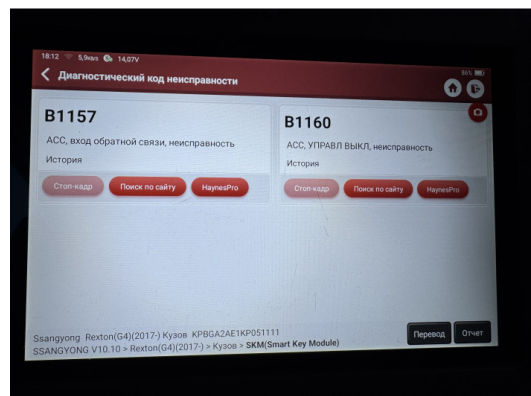 18:12 5,9км/s 14,07V 86%
Диагностический код неисправности
B1157
АСС, вход обратной связи, неисправность
История
Стоп-кадр Поиск по сайту HaynesPro
B1160
АСС, УПРАВЛ ВЫКЛ, неисправность
История
Стоп-кадр Поиск по сайту HaynesPro
Ssangyong Rexton(G4)(2017-) Кузов KPBGA2AE1KP051111
SSANGYONG V10.10 > Rexton(G4)(2017-) > Кузов > SKM(Smart Key Module)
Перевод Отчет